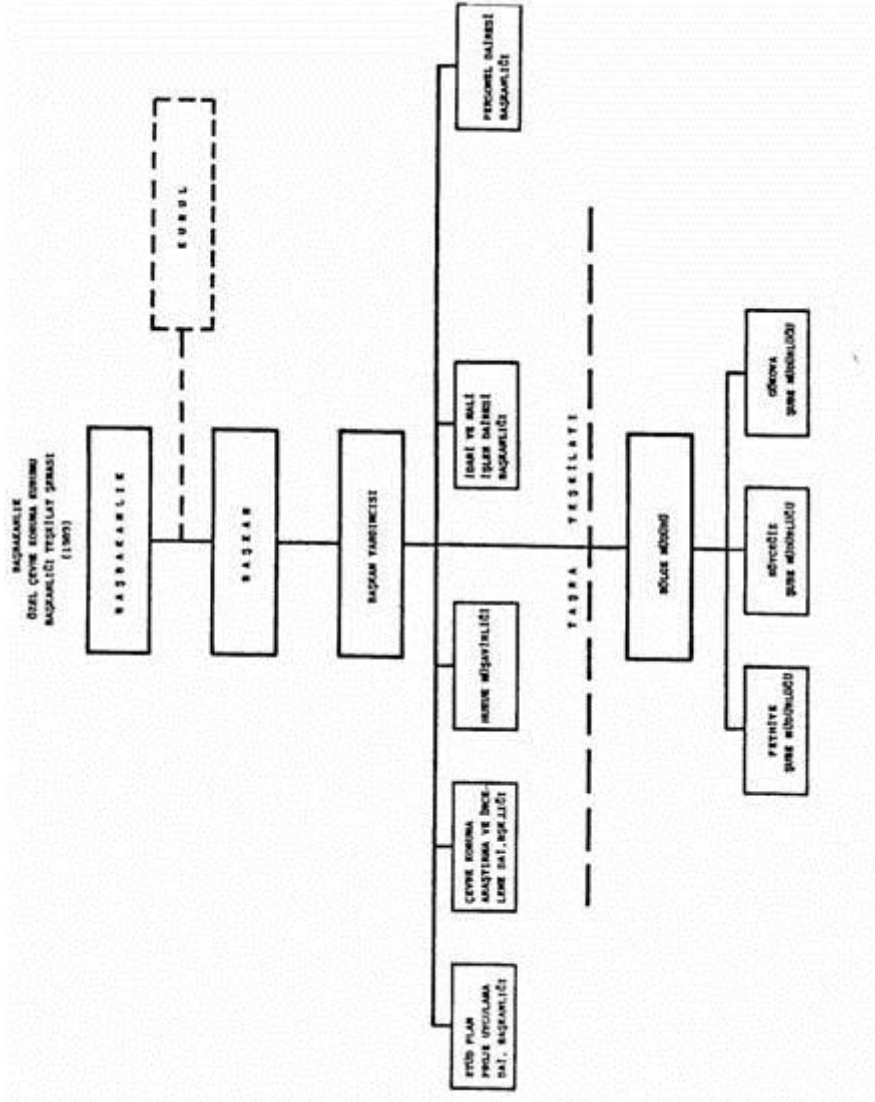 BAŞBAKANLIK
ÖZEL ÇEVRE KORUMA KURUMU
BAŞKANLIĞI TEŞKİLAT ŞEMASI
(1989)
BAŞBAKANLIK
KURUL
BAŞKAN
BAŞKAN YARDIMCISI
ETÜD PLAN
PROJE UYGULAMA
DAİ. BAŞKANLIĞI
ÇEVRE KORUMA
ARAŞTIRMA VE İNCE-
LEME DAİ.BŞK.LIĞI
HUKUK MÜŞAVİRLİĞİ
İDARİ VE MALİ
İŞLER DAİRESİ
BAŞKANLIĞI
PERSONEL DAİRESİ
BAŞKANLIĞI
TAŞRA TEŞKİLATI
BÖLGE MÜDÜRÜ
FETHİYE
ŞUBE MÜDÜRLÜĞÜ
KÖYCEĞİZ
ŞUBE MÜDÜRLÜĞÜ
GÖKOVA
ŞUBE MÜDÜRLÜĞÜ